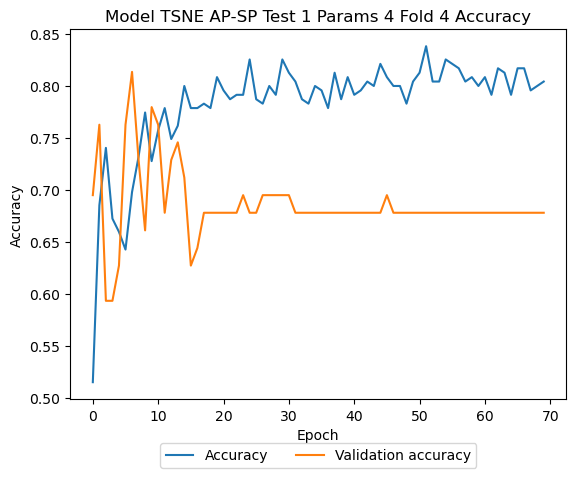 Model TSNE AP-SP Test 1 Params 4 Fold 4 Accuracy
0.85
0.80
0.75
0.70
0.65
0.60
0.55
0.50
Accuracy
0 10 20 30 40 50 60 70
Epoch
Accuracy Validation accuracy